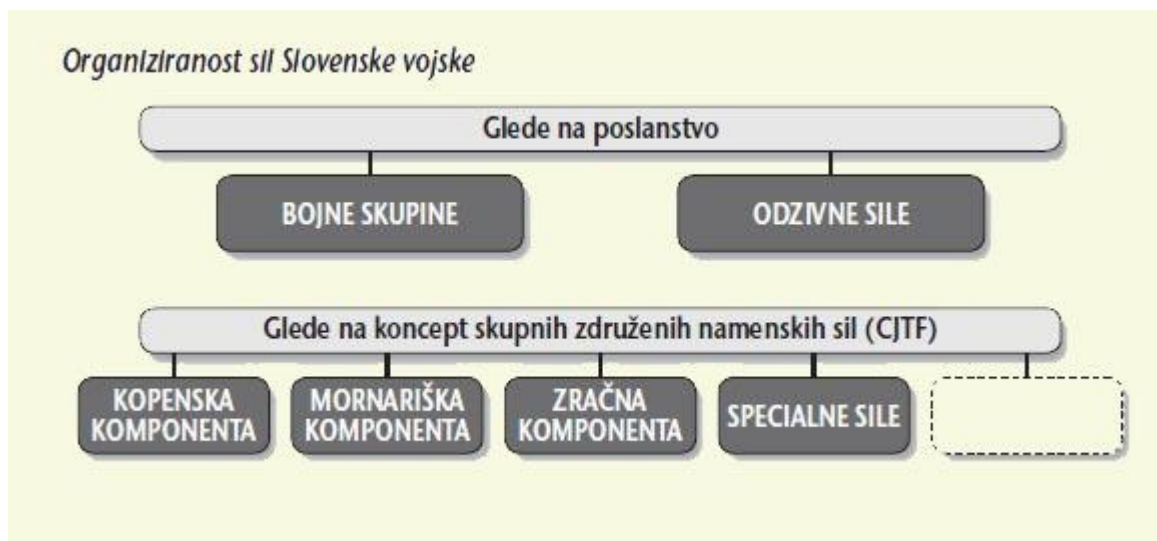 Organiziranost sil Slovenske vojske
Glede na poslanstvo
BOJNE SKUPINE
ODZIVNE SILE
Glede na koncept skupnih združenih namenskih sil (CJTF)
KOPENSKA
KOMPONENTA
MORNARIŠKA
KOMPONENTA
ZRAČNA
KOMPONENTA
SPECIALNE SILE